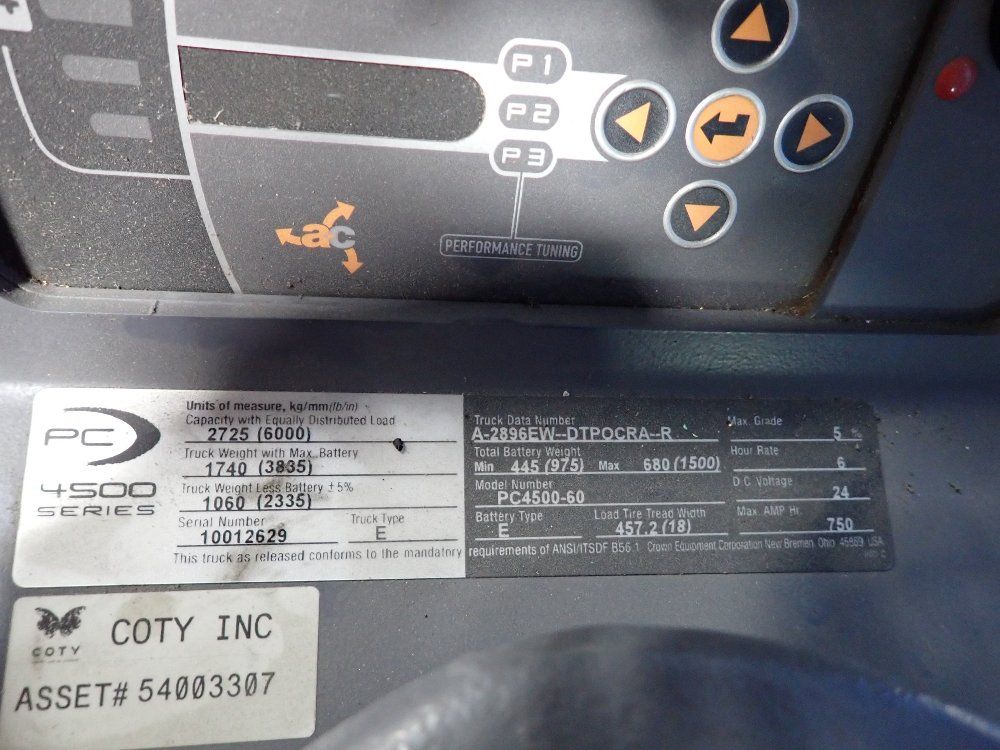 P 1
P 2
P 3
ac
PERFORMANCE TUNING
PC
4500
SERIES
Units of measure, kg/mm(lb/in)
Capacity with Equally Distributed Load
2725 (6000)
Truck Weight with Max. Battery
1740 (3835)
Truck Weight Less Battery ±5%
1060 (2335)
Serial Number Truck Type
10012629 E
This truck as released conforms to the mandatory
Truck Data Number
A-2896EW--DTPOCRA--R
Total Battery Weight
Min 445 (975) Max 680 (1500)
Model Number
PC4500-60
Battery Type Load Tire Tread Width
E 457.2 (18)
requirements of ANSI/ITSDF B56.1 Crown Equipment Corporation New Bremen, Ohio 45869 USA
Max. Grade
5 %
Hour Rate
6
D.C. Voltage
24
Max. AMP Hr.
750
COTY
COTY INC
ASSET# 54003307